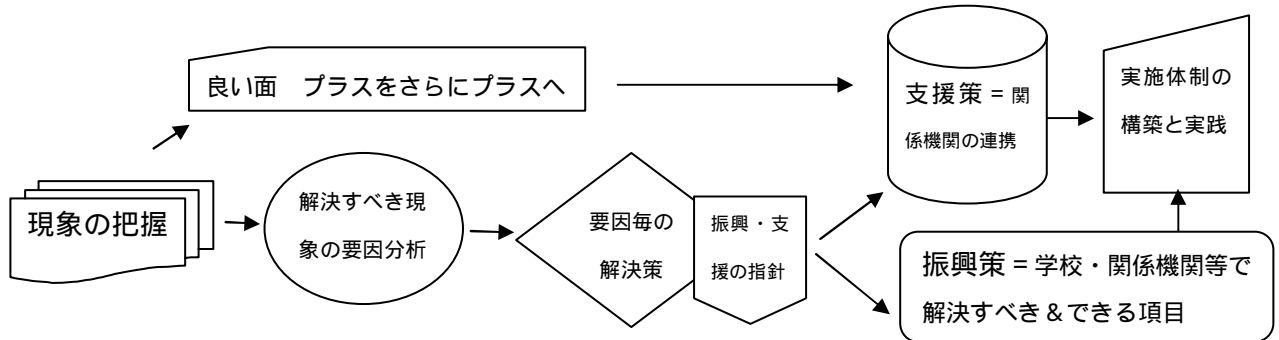 良い面　プラスをさらにプラスへ
現象の把握
解決すべき現
象の要因分析
要因毎の
解決策
振興・支
援の指針
支援策 = 関
係機関の連携
実施体制の
構築と実践
振興策 = 学校・関係機関等で
解決すべき & できる項目